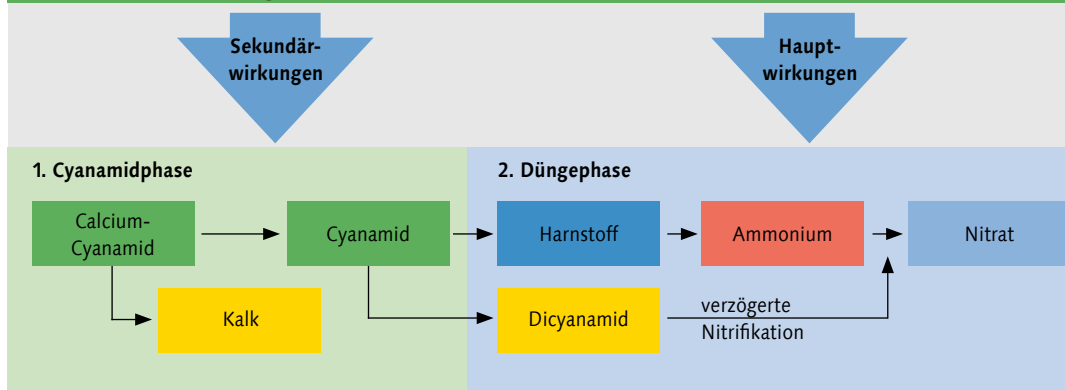 Sekundär-
wirkungen
Haupt-
wirkungen
1. Cyanamidphase
2. Düngephase
Calcium-
Cyanamid
Cyanamid
Harnstoff
Ammonium
Nitrat
Kalk
Dicyanamid
verzögerte
Nitrifikation